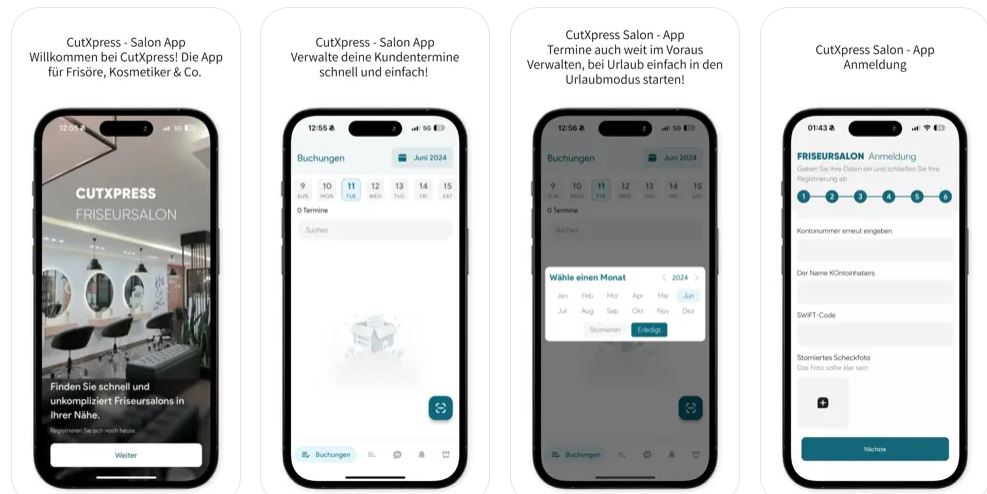 CutXpress - Salon App
Willkommen bei CutXpress! Die App
für Frisöre, Kosmetiker & Co.
12:55
5G
CUTXPRESS
FRISEURSALON
Finden Sie schnell und
unkompliziert Friseursalons in
Ihrer Nähe.
Registrieren Sie sich noch heute
Weiter
CutXpress - Salon App
Verwalte deine Kundentermine
schnell und einfach!
12:55
5G
Buchungen
Juni 2024
9 10 11 12 13 14 15
SUN MON TUE WED THU FRI SAT
0 Termine
Suchen
Buchungen
CutXpress Salon - App
Termine auch weit im Voraus
Verwalten, bei Urlaub einfach in den
Urlaubmodus starten!
12:56
5G
Buchungen
Juni 2024
9 10 11 12 13 14 15
SUN MON TUE WED THU FRI SAT
0 Termine
Suchen
Wähle einen Monat
2024
Jan Feb Mrz Apr Mai Jun
Jul Aug Sep Okt Nov Dez
Stornieren Erledigt
Buchungen
CutXpress Salon - App
Anmeldung
01:43
FRISEURSALON Anmeldung
Geben Sie Ihre Daten ein und schließen Sie Ihre
Registrierung ab
1 2 3 4 5 6
Kontonummer erneut eingeben
Der Name KOntoinhabers
SWIFT-Code
Storniertes Scheckfoto
Das Foto sollte klar sein
Nächste